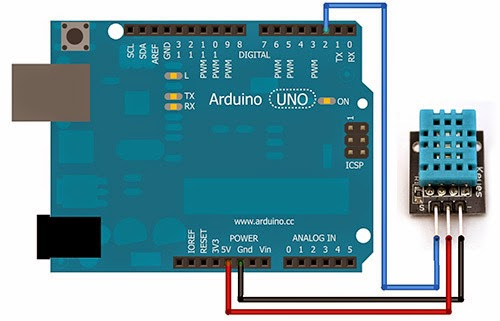 SCL
SDA
AREF
GND
13
12
11 PWM
10 PWM
9 PWM
8
DIGITAL
7
6 PWM
5 PWM
4
3 PWM
2
1 TX
0 RX
L
TX
RX
Arduino UNO
ON
1
ICSP
www.arduino.cc
IOREF
RESET
3V3
5V
POWER
Gnd
Vin
ANALOG IN
0 1 2 3 4 5
Keyes
S